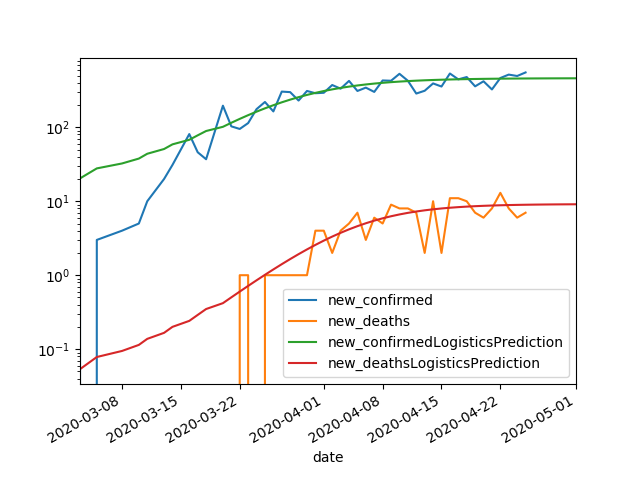 10²
10¹
10⁰
10⁻¹
new_confirmed
new_deaths
new_confirmedLogisticsPrediction
new_deathsLogisticsPrediction
2020-03-08
2020-03-15
2020-03-22
2020-04-01
2020-04-08
2020-04-15
2020-04-22
2020-05-01
date